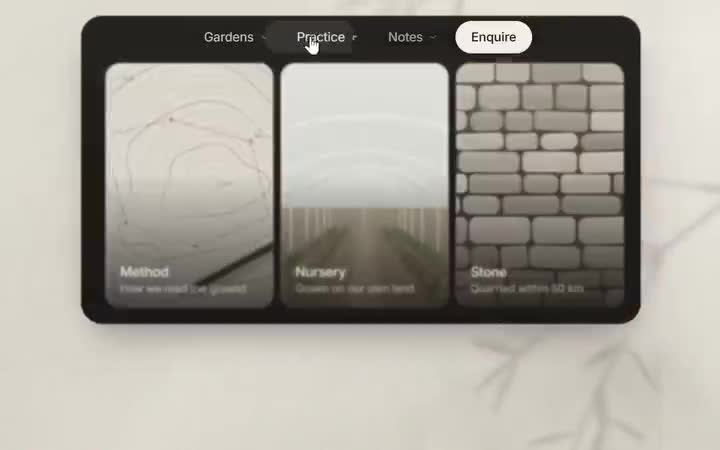 Gardens
Practice
Notes
Enquire
Method
How we read the ground
Nursery
Grown on our own land
Stone
Quarried within 50 km